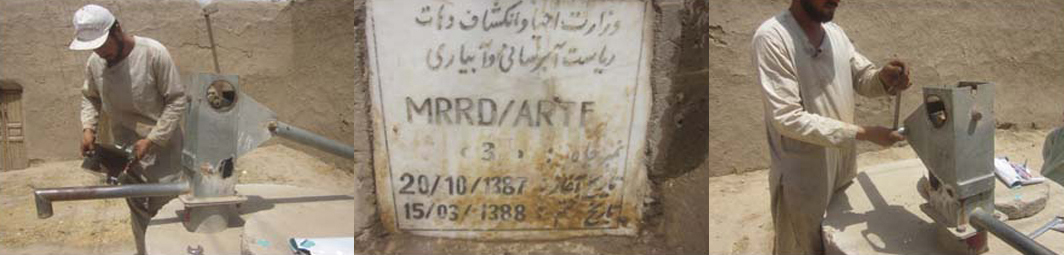 وزارت احیا و انکشاف دهات
ریاست آبرسانی و آبیاری
MRRD/ARTF
نمبر چاه : ( 3 )
20/10/1387 تاریخ آغاز :
15/03/1388 تاریخ ختم :